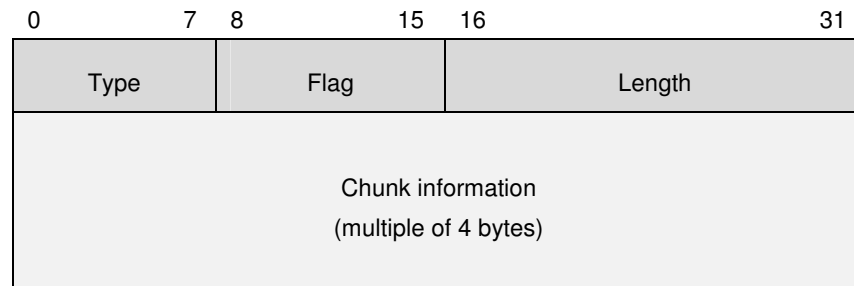 0 7 8 15 16 31
Type Flag Length
Chunk information
(multiple of 4 bytes)